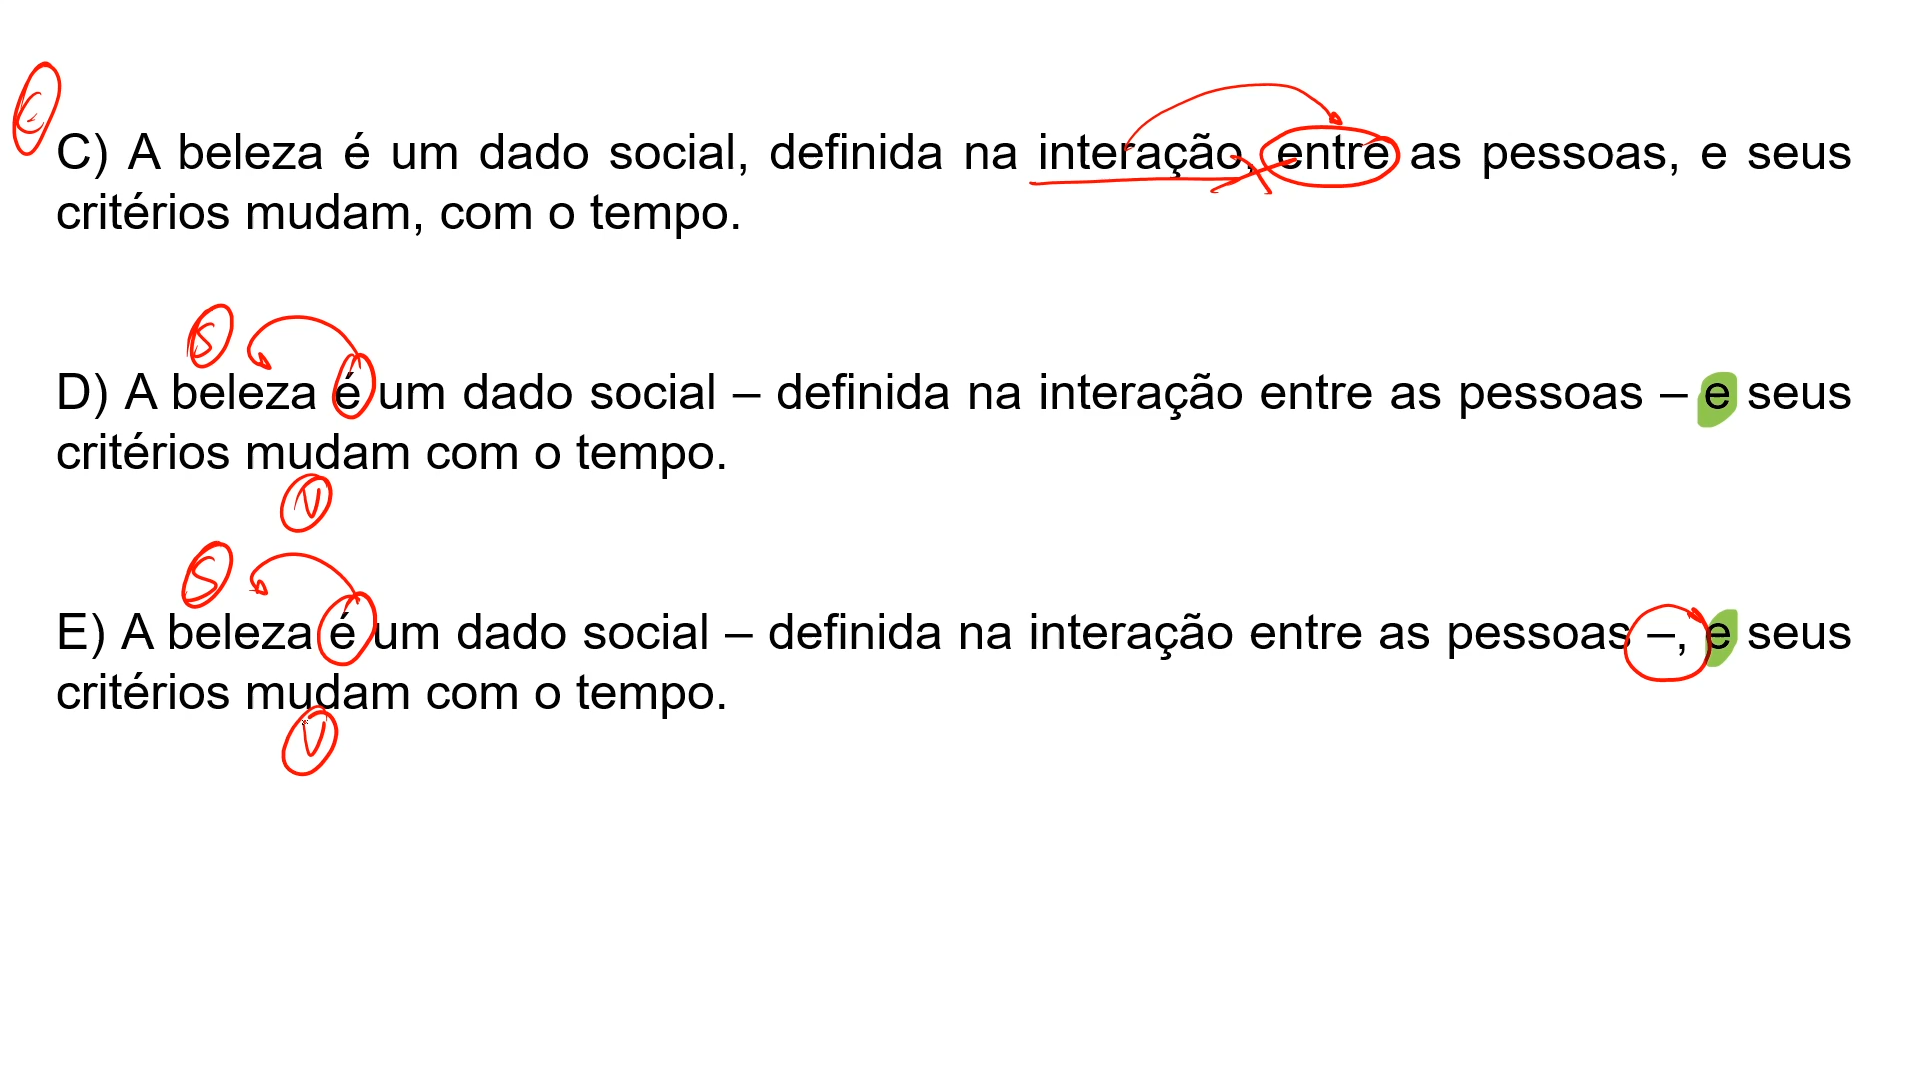 C
C) A beleza é um dado social, definida na interação, entre as pessoas, e seus
critérios mudam, com o tempo.
S
D) A beleza é um dado social – definida na interação entre as pessoas – e seus
critérios mudam com o tempo.
V
S
E) A beleza é um dado social – definida na interação entre as pessoas –, e seus
critérios mudam com o tempo.
V